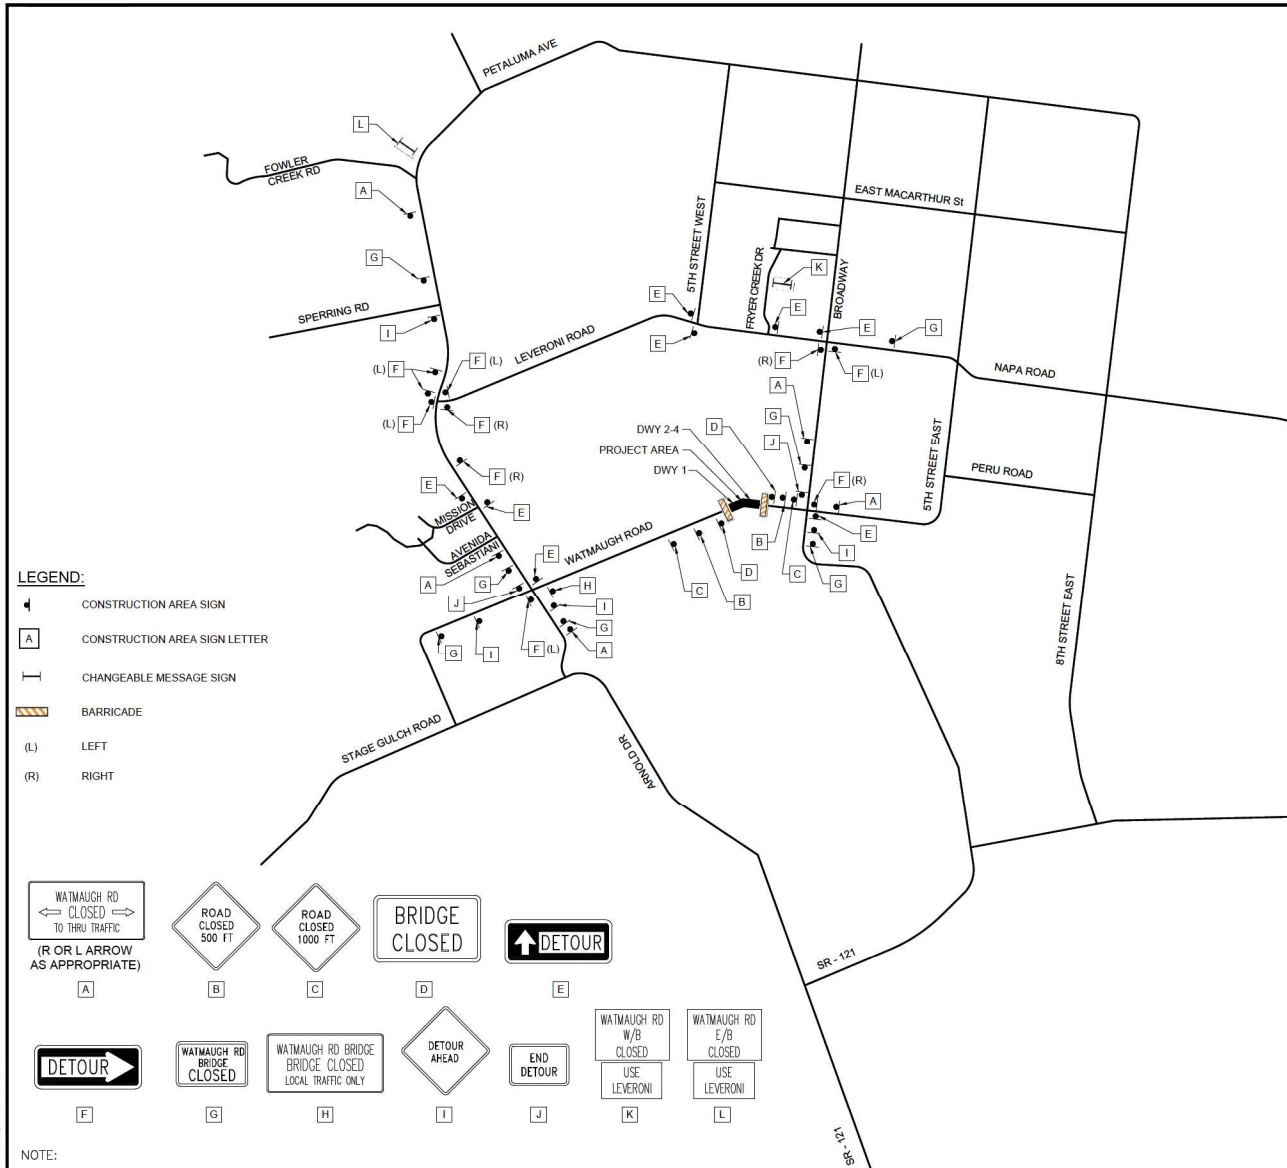 PETALUMA AVE
L
FOWLER
CREEK RD
A
EAST MACARTHUR St
5TH STREET WEST
G
FRYER CREEK DR
K
BROADWAY
E
SPERRING RD
E
E
G
I
LEVERONI ROAD
E
(R) F
F (L)
NAPA ROAD
(L) F
F (L)
A
(L) F
F (R)
G
DWY 2-4
D
PROJECT AREA
J
DWY 1
5TH STREET EAST
PERU ROAD
F (R)
F (R)
A
E
E
MISSION
DRIVE
WATMAUGH ROAD
B
E
AVENIDA
SEBASTIANI
I
E
D
C
G
A
G
H
C
B
J
I
G
G
I
F (L)
A
8TH STREET EAST
LEGEND:
CONSTRUCTION AREA SIGN
A
CONSTRUCTION AREA SIGN LETTER
CHANGEABLE MESSAGE SIGN
BARRICADE
(L)
LEFT
(R)
RIGHT
STAGE GULCH ROAD
ARNOLD DR
SR - 121
SR - 121
WATMAUGH RD
CLOSED
TO THRU TRAFFIC
(R OR L ARROW
AS APPROPRIATE)
A
ROAD
CLOSED
500 FT
B
ROAD
CLOSED
1000 FT
C
BRIDGE
CLOSED
D
DETOUR
E
DETOUR
F
WATMAUGH RD
BRIDGE
CLOSED
G
WATMAUGH RD BRIDGE
BRIDGE CLOSED
LOCAL TRAFFIC ONLY
H
DETOUR
AHEAD
I
END
DETOUR
J
WATMAUGH RD
W/B
CLOSED
USE
LEVERONI
K
WATMAUGH RD
E/B
CLOSED
USE
LEVERONI
L
NOTE: